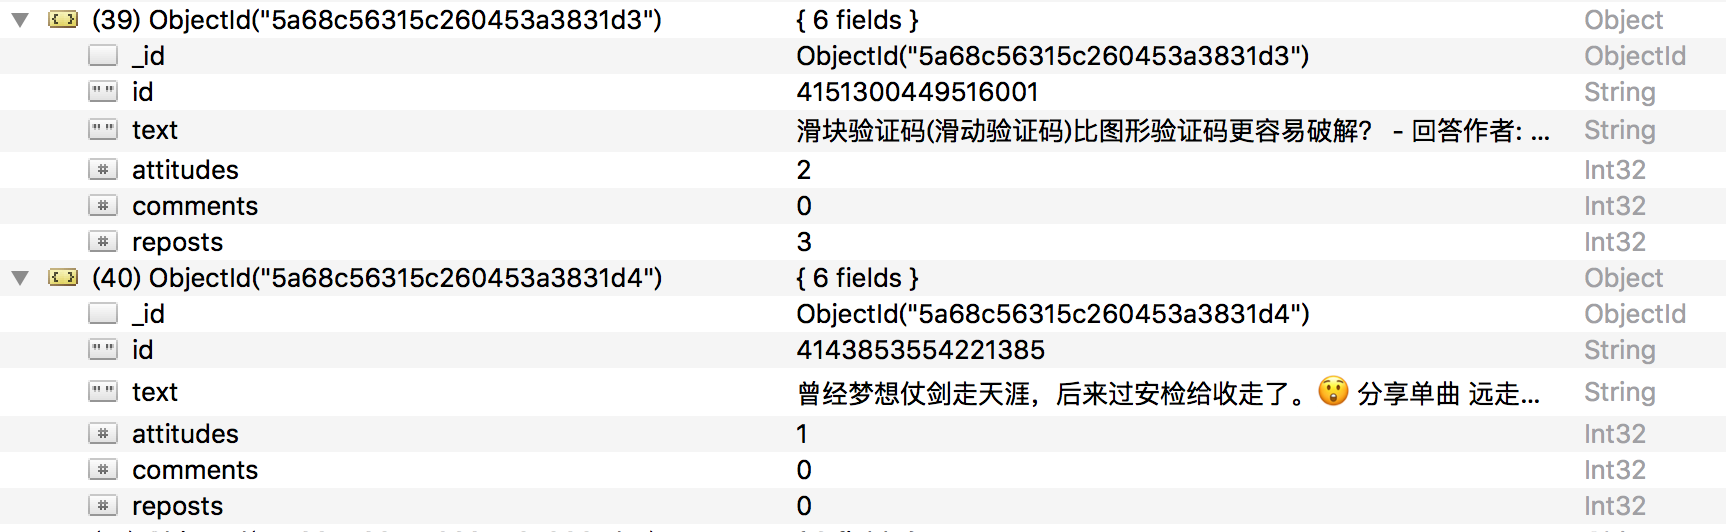 (39) ObjectId("5a68c56315c260453a3831d3") { 6 fields } Object
_id ObjectId("5a68c56315c260453a3831d3") ObjectId
id 4151300449516001 String
text 滑块验证码(滑动验证码)比图形验证码更容易破解？ - 回答作者: ... String
attitudes 2 Int32
comments 0 Int32
reposts 3 Int32
(40) ObjectId("5a68c56315c260453a3831d4") { 6 fields } Object
_id ObjectId("5a68c56315c260453a3831d4") ObjectId
id 4143853554221385 String
text 曾经梦想仗剑走天涯，后来过安检给收走了。😲 分享单曲 远走... String
attitudes 1 Int32
comments 0 Int32
reposts 0 Int32